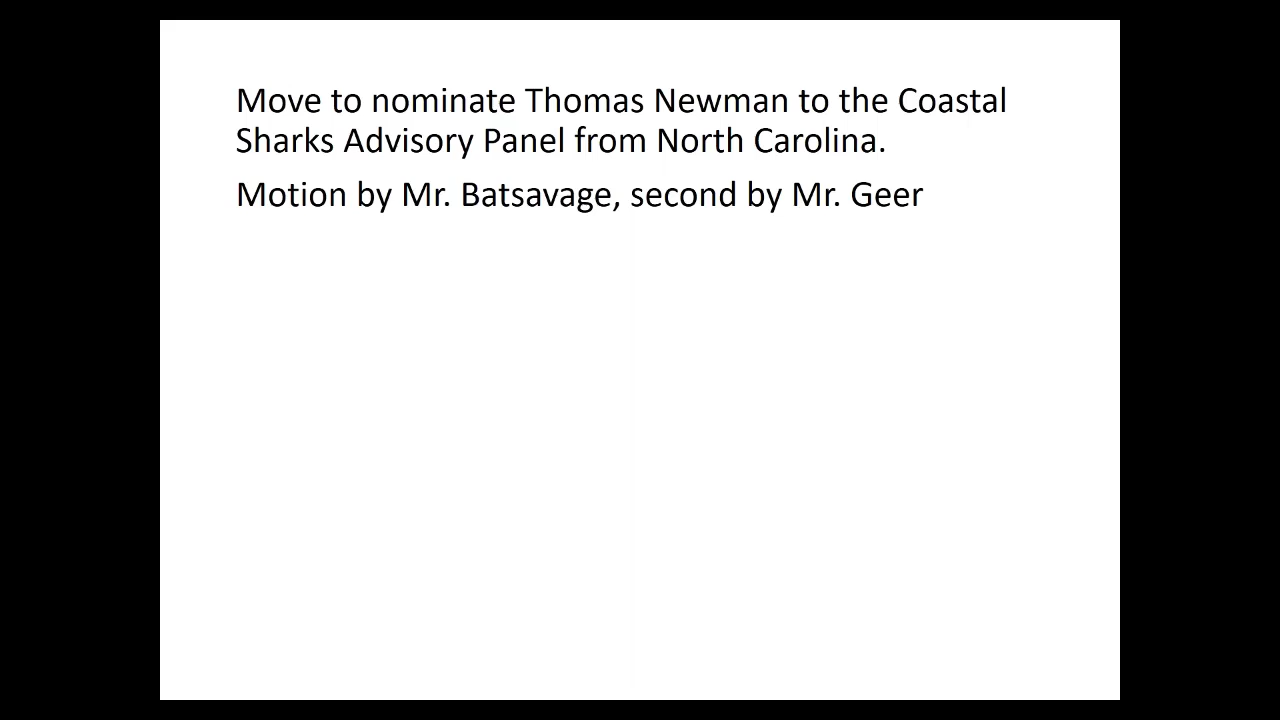 Move to nominate Thomas Newman to the Coastal
Sharks Advisory Panel from North Carolina.
Motion by Mr. Batsavage, second by Mr. Geer